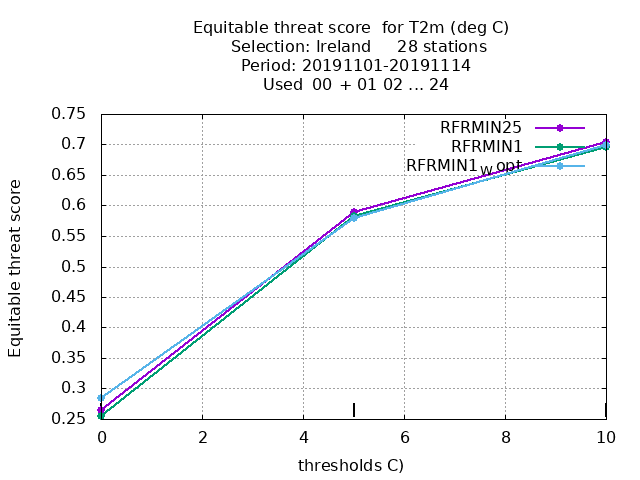 Equitable threat score  for T2m (deg C)
Selection: Ireland     28 stations
Period: 20191101-20191114
Used  00  + 01 02 ... 24
RFRMIN25
RFRMIN1
RFRMIN1w opt
Equitable threat score
0.75
0.7
0.65
0.6
0.55
0.5
0.45
0.4
0.35
0.3
0.25
0 2 4 6 8 10
thresholds C)